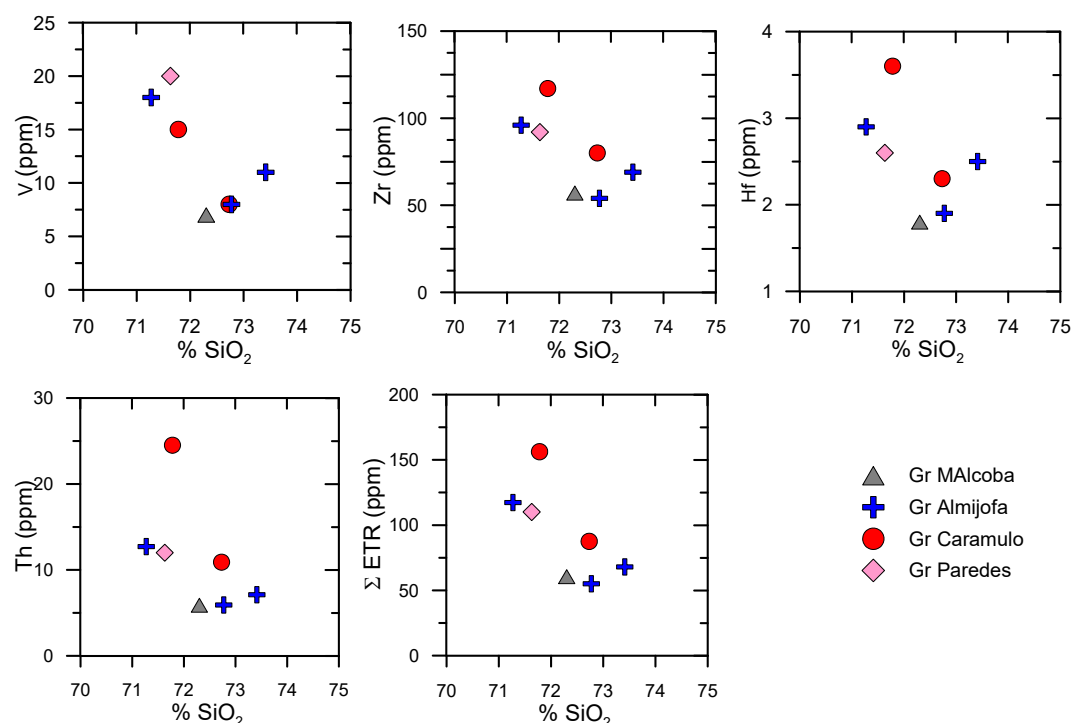 25
20
15
10
5
0
V (ppm)
70 71 72 73 74 75
% SiO2
150
100
50
0
Zr (ppm)
70 71 72 73 74 75
% SiO2
4
3
2
1
Hf (ppm)
70 71 72 73 74 75
% SiO2
30
20
10
0
Th (ppm)
70 71 72 73 74 75
% SiO2
200
150
100
50
0
Σ ETR (ppm)
70 71 72 73 74 75
% SiO2
Gr MAlcoba
Gr Almijofa
Gr Caramulo
Gr Paredes